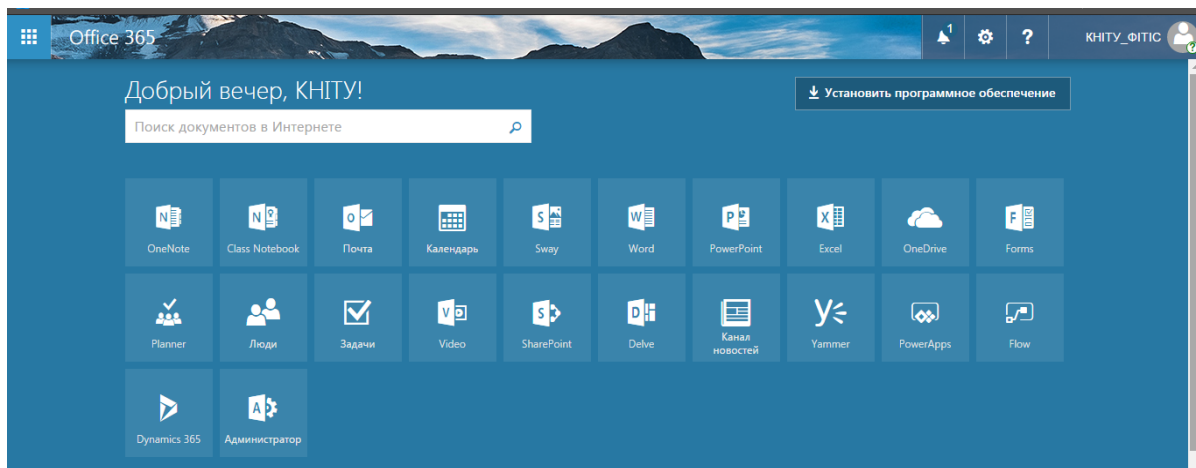 Office 365
1
?
КНІТУ_ФІТІС
?
Добрый вечер, КНІТУ!
Установить программное обеспечение
Поиск документов в Интернете
N
N
O
S
W
P
X
F
OneNote
Class Notebook
Почта
Календарь
Sway
Word
PowerPoint
Excel
OneDrive
Forms
V
S
D
Y
Planner
Люди
Задачи
Video
SharePoint
Delve
Канал
новостей
Yammer
PowerApps
Flow
A
Dynamics 365
Администратор